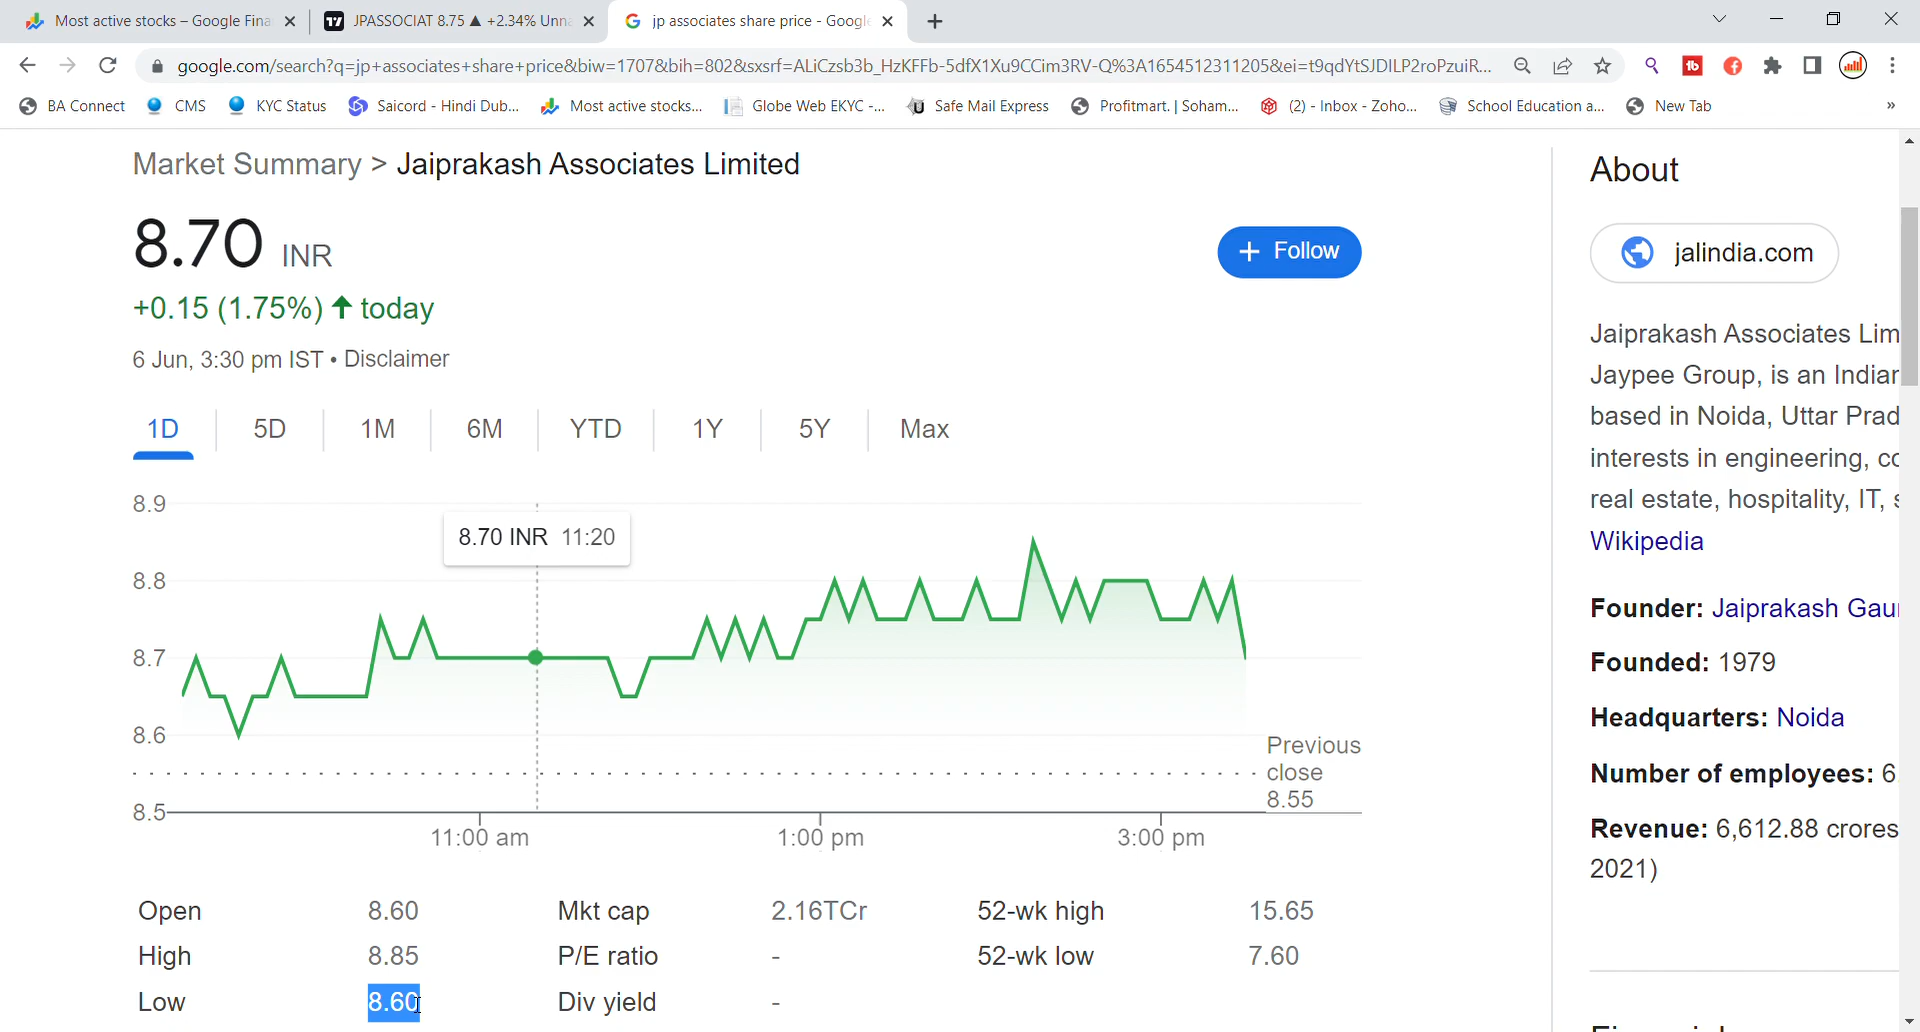 Most active stocks – Google Fina
JPASSOCIAT 8.75 ▲ +2.34% Unna
jp associates share price - Google
google.com/search?q=jp+associates+share+price&biw=1707&bih=802&sxsrf=ALiCzsb3b_HzKFFb-5dfX1Xu9CCim3RV-Q%3A1654512311205&ei=t9qdYtSJDILP2roPzuiR...
BA Connect
CMS
KYC Status
Saicord - Hindi Dub...
Most active stocks...
Globe Web EKYC -...
Safe Mail Express
Profitmart. | Soham...
(2) - Inbox - Zoho...
School Education a...
New Tab
»
Market Summary > Jaiprakash Associates Limited
8.70 INR
+ Follow
+0.15 (1.75%) ↑ today
6 Jun, 3:30 pm IST • Disclaimer
1D 5D 1M 6M YTD 1Y 5Y Max
8.9
8.70 INR 11:20
8.8
8.7
8.6
8.5
Previous
close
8.55
11:00 am 1:00 pm 3:00 pm
Open 8.60 Mkt cap 2.16TCr 52-wk high 15.65
High 8.85 P/E ratio - 52-wk low 7.60
Low 8.60 Div yield -
About
jalindia.com
Jaiprakash Associates Lim
Jaypee Group, is an Indian
based in Noida, Uttar Prad
interests in engineering, co
real estate, hospitality, IT, s
Wikipedia
Founder: Jaiprakash Gaur
Founded: 1979
Headquarters: Noida
Number of employees: 6
Revenue: 6,612.88 crores
2021)